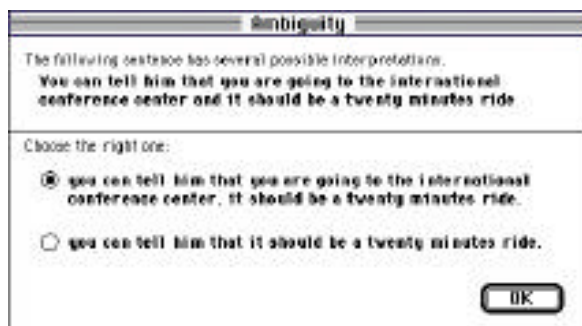 Ambiguity
The following sentence has several possible interpretations.
You can tell him that you are going to the international
conference center and it should be a twenty minutes ride
Choose the right one:
you can tell him that you are going to the international
conference center, it should be a twenty minutes ride.
you can tell him that it should be a twenty minutes ride.
OK